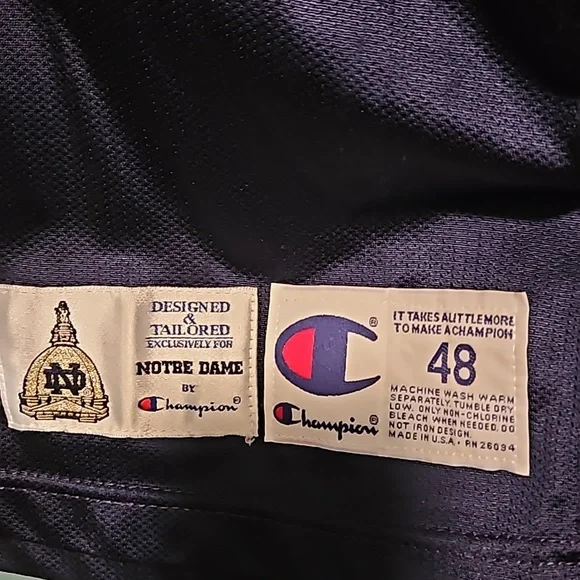 ND
DESIGNED
&
TAILORED
EXCLUSIVELY FOR
NOTRE DAME
BY
Champion®
®
Champion®
IT TAKES A LITTLE MORE
TO MAKE A CHAMPION
48
MACHINE WASH WARM
SEPARATELY. TUMBLE DRY
LOW. ONLY NON-CHLORINE
BLEACH WHEN NEEDED. DO
NOT IRON DESIGN.
MADE IN U.S.A. RN 26094